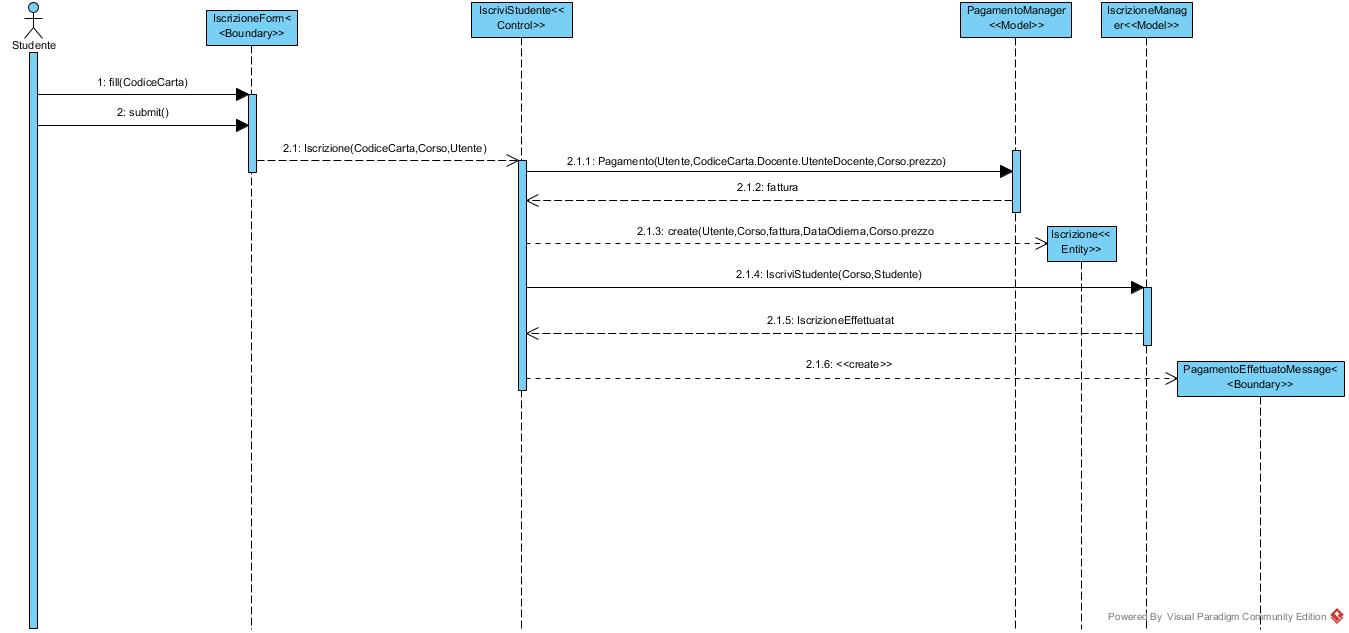 Studente
IscrizioneForm<
<Boundary>>
IscriviStudente<<
Control>>
PagamentoManager
<<Model>>
IscrizioneManag
er<<Model>>
1: fill(CodiceCarta)
2: submit()
2.1: Iscrizione(CodiceCarta,Corso,Utente)
2.1.1: Pagamento(Utente,CodiceCarta.Docente.UtenteDocente,Corso.prezzo)
2.1.2: fattura
2.1.3: create(Utente,Corso,fattura,DataOdierna,Corso.prezzo
Iscrizione<<
Entity>>
2.1.4: IscriviStudente(Corso,Studente)
2.1.5: IscrizioneEffettuatat
2.1.6: <<create>>
PagamentoEffettuatoMessage<
<Boundary>>
Powered By Visual Paradigm Community Edition